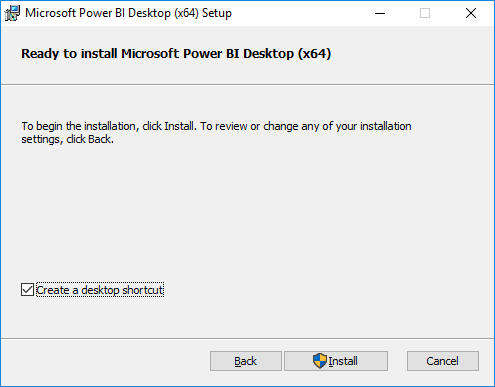 Microsoft Power BI Desktop (x64) Setup
Ready to install Microsoft Power BI Desktop (x64)
To begin the installation, click Install. To review or change any of your installation
settings, click Back.
Create a desktop shortcut
Back Install Cancel